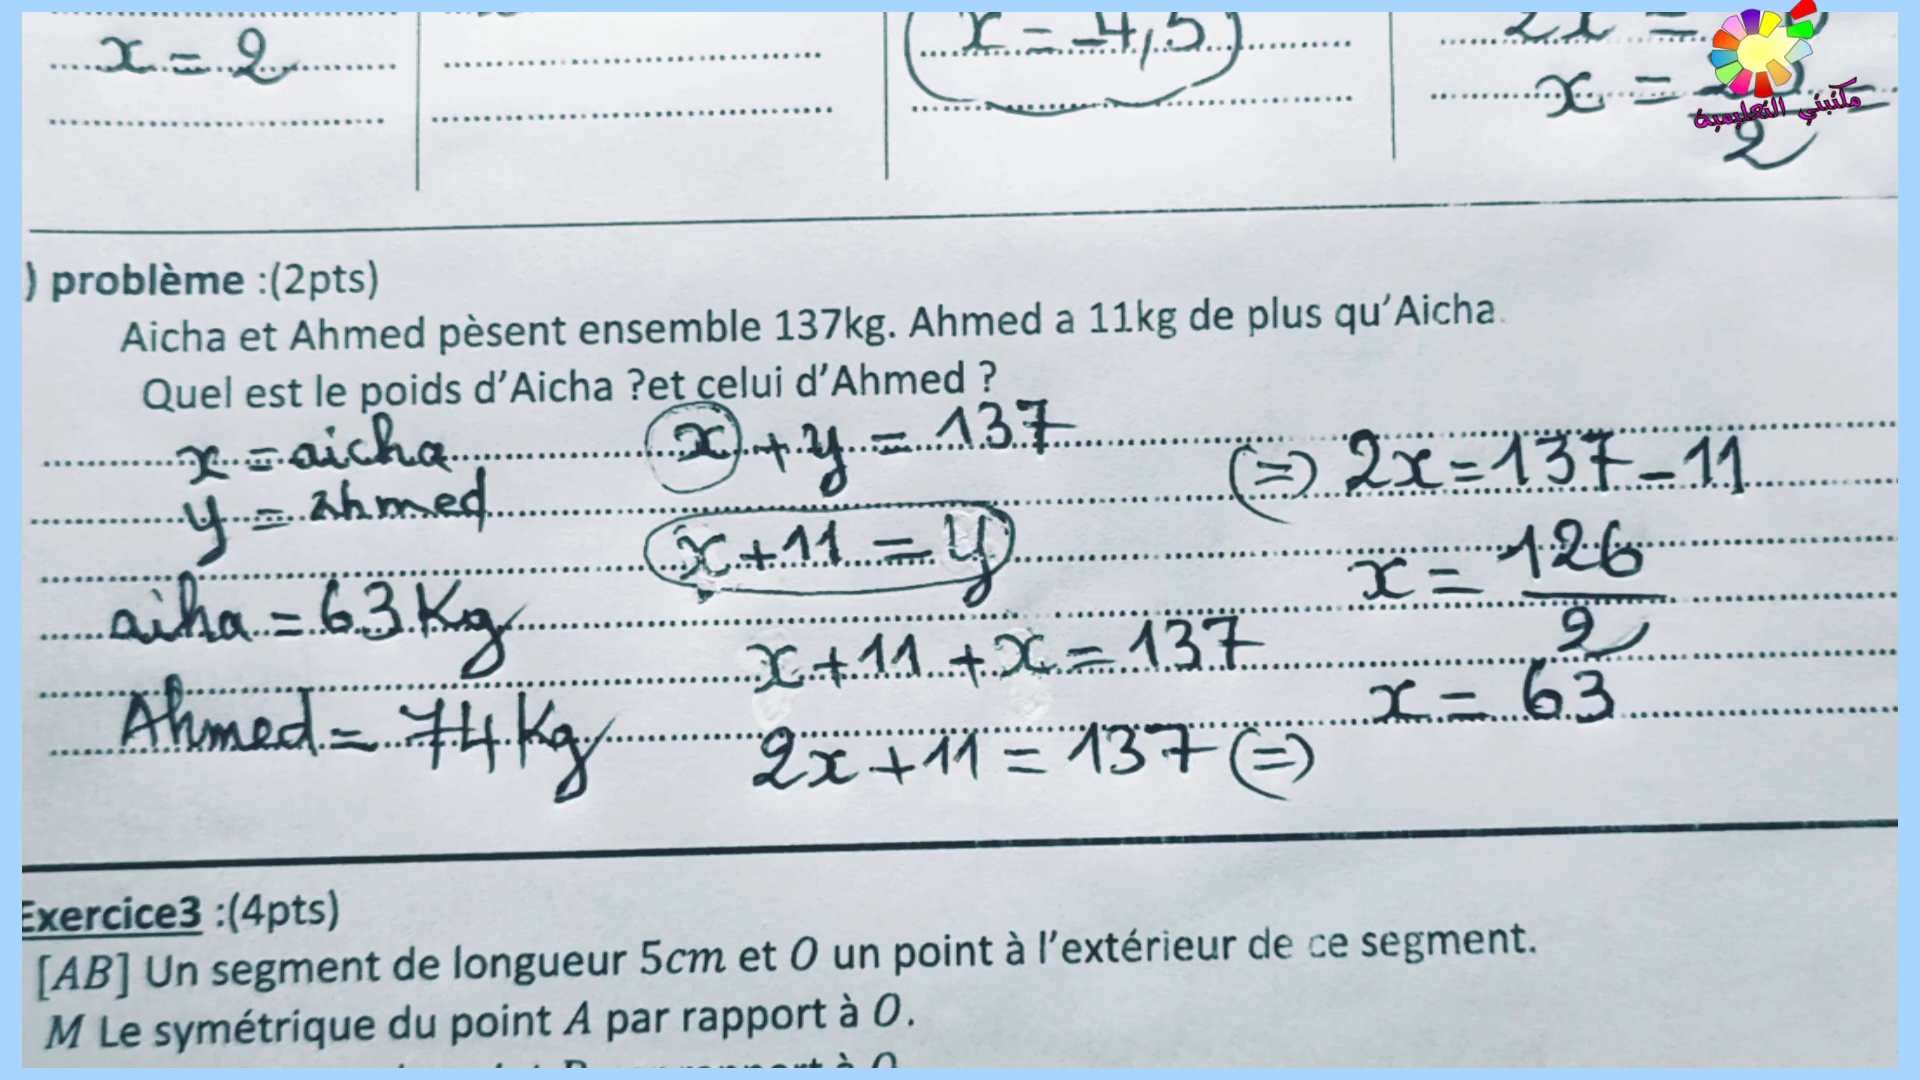 x = 2
x = -4,5
x =
2
مكتبتي التعليمية
) problème :(2pts)
Aicha et Ahmed pèsent ensemble 137kg. Ahmed a 11kg de plus qu'Aicha.
Quel est le poids d'Aicha ?et celui d'Ahmed ?
x = aicha
y = Ahmed
aiha = 63 Kg
Ahmed = 74 Kg
x + y = 137
x + 11 = y
x + 11 + x = 137
2x + 11 = 137 (=)
(=) 2x = 137 - 11
x = 126
2
x = 63
Exercice3 :(4pts)
[AB] Un segment de longueur 5cm et O un point à l'extérieur de ce segment.
M Le symétrique du point A par rapport à O.